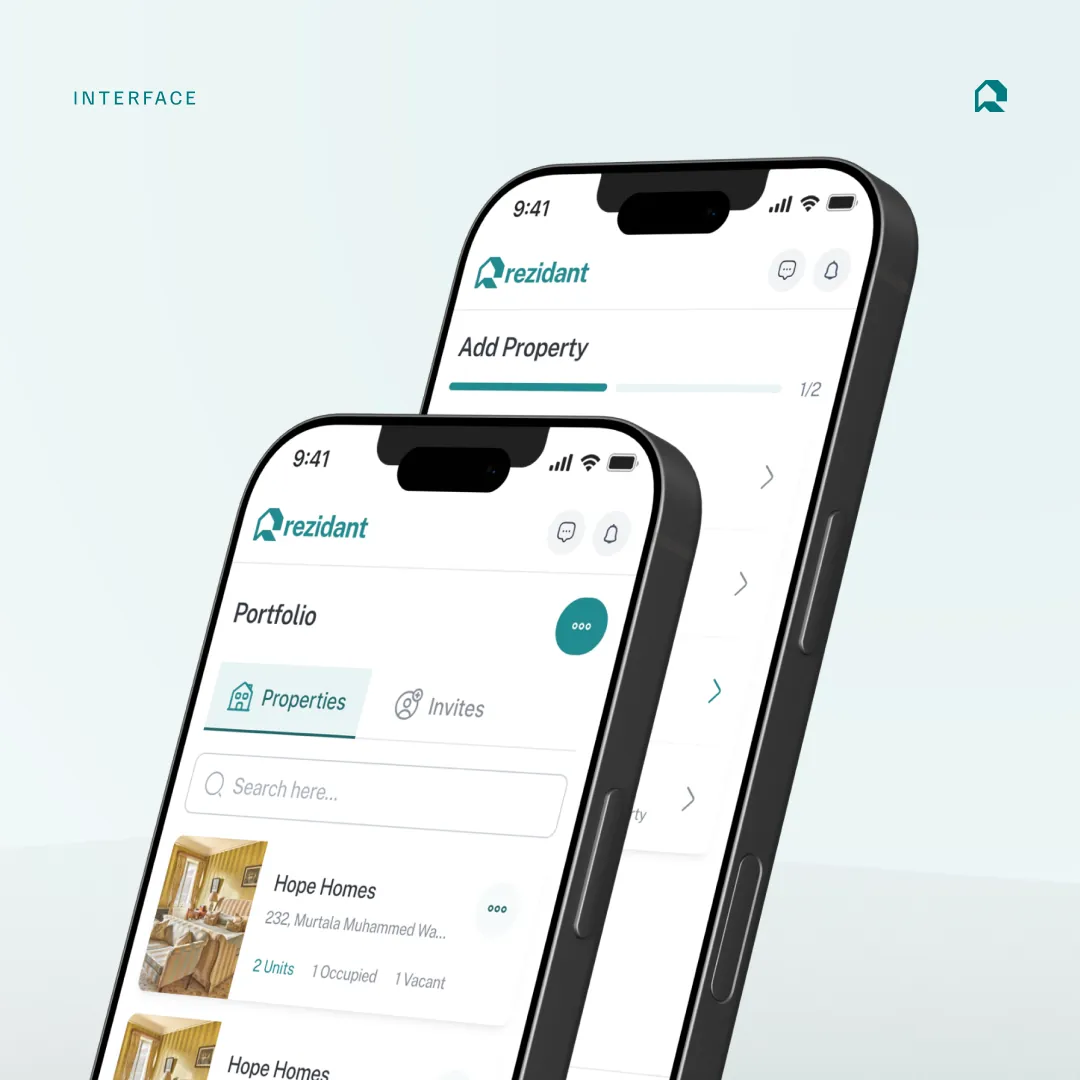 INTERFACE
9:41
rezidant
Add Property
1/2
rty
9:41
rezidant
Portfolio
Properties
Invites
Search here...
Hope Homes
232, Murtala Muhammed Wa...
2 Units 1 Occupied 1 Vacant
Hope Homes